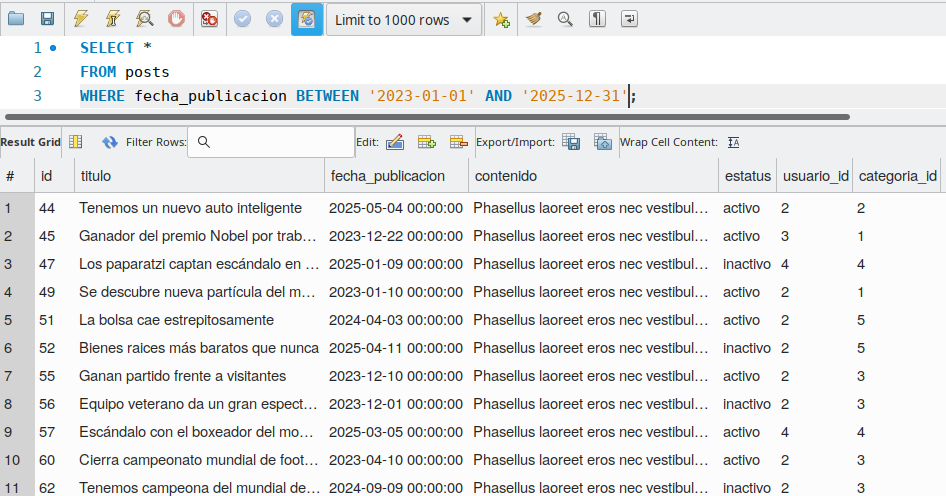 Limit to 1000 rows
1 SELECT *
2 FROM posts
3 WHERE fecha_publicacion BETWEEN '2023-01-01' AND '2025-12-31';
Result Grid Filter Rows: Edit: Export/Import: Wrap Cell Content:
# id titulo fecha_publicacion contenido estatus usuario_id categoria_id
1 44 Tenemos un nuevo auto inteligente 2025-05-04 00:00:00 Phasellus laoreet eros nec vestibul... activo 2 2
2 45 Ganador del premio Nobel por trab... 2023-12-22 00:00:00 Phasellus laoreet eros nec vestibul... activo 3 1
3 47 Los paparatzi captan escándalo en ... 2025-01-09 00:00:00 Phasellus laoreet eros nec vestibul... inactivo 4 4
4 49 Se descubre nueva partícula del m... 2023-01-10 00:00:00 Phasellus laoreet eros nec vestibul... activo 2 1
5 51 La bolsa cae estrepitosamente 2024-04-03 00:00:00 Phasellus laoreet eros nec vestibul... activo 2 5
6 52 Bienes raices más baratos que nunca 2025-04-11 00:00:00 Phasellus laoreet eros nec vestibul... inactivo 2 5
7 55 Ganan partido frente a visitantes 2023-12-10 00:00:00 Phasellus laoreet eros nec vestibul... activo 2 3
8 56 Equipo veterano da un gran espect... 2023-12-01 00:00:00 Phasellus laoreet eros nec vestibul... inactivo 2 3
9 57 Escándalo con el boxeador del mo... 2025-03-05 00:00:00 Phasellus laoreet eros nec vestibul... activo 4 4
10 60 Cierra campeonato mundial de foot... 2023-04-10 00:00:00 Phasellus laoreet eros nec vestibul... activo 2 3
11 62 Tenemos campeona del mundial de... 2024-09-09 00:00:00 Phasellus laoreet eros nec vestibul... inactivo 2 3